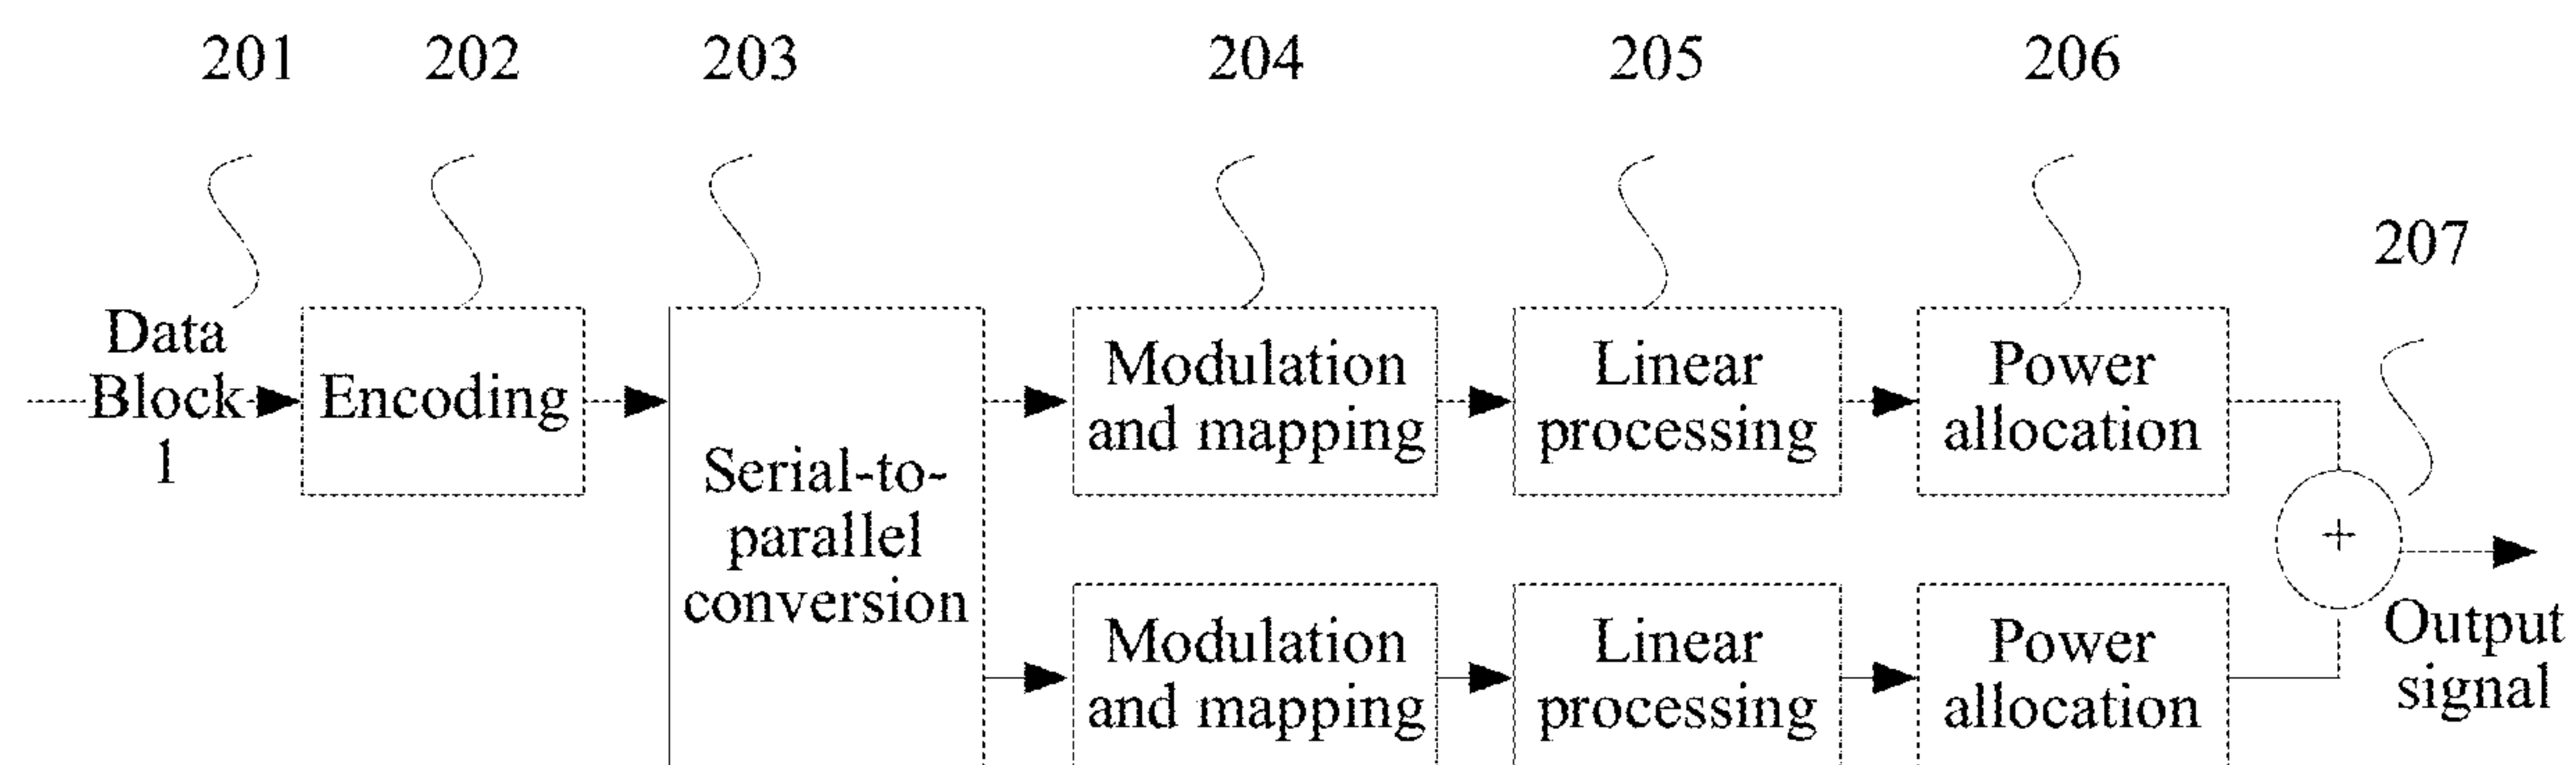 201
202
203
204
205
206
207
Data
Block
1
Encoding
Serial-to-
parallel
conversion
Modulation
and mapping
Linear
processing
Power
allocation
+
Modulation
and mapping
Linear
processing
Power
allocation
Output
signal